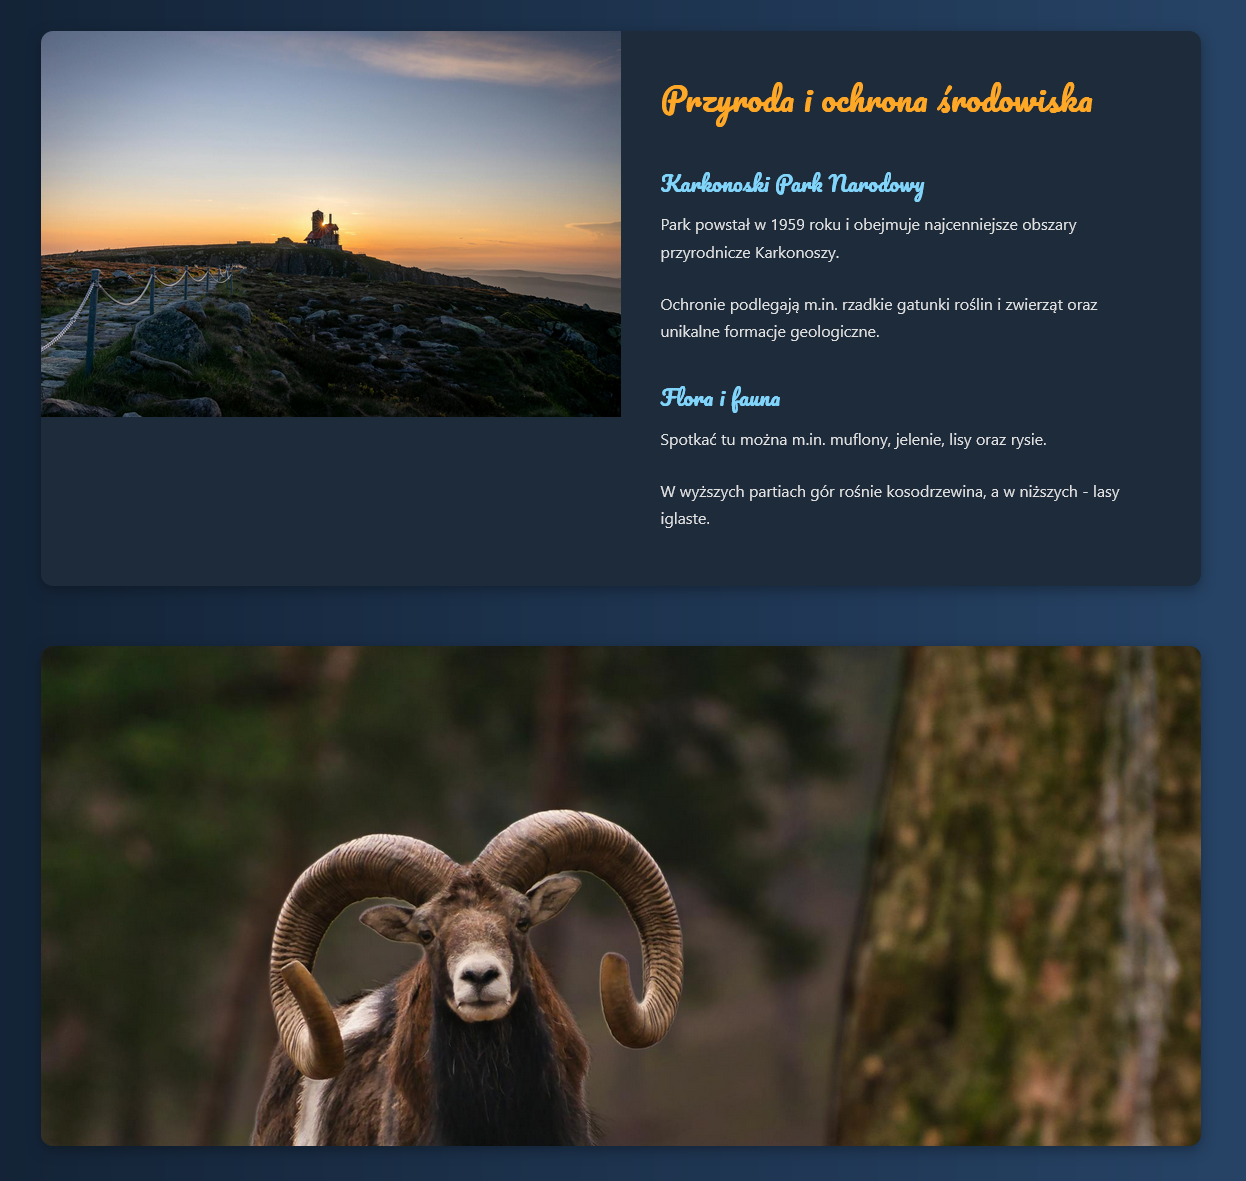 Przyroda i ochrona środowiska
Karkonoski Park Narodowy
Park powstał w 1959 roku i obejmuje najcenniejsze obszary
przyrodnicze Karkonoszy.
Ochronie podlegają m.in. rzadkie gatunki roślin i zwierząt oraz
unikalne formacje geologiczne.
Flora i fauna
Spotkać tu można m.in. muflony, jelenie, lisy oraz rysie.
W wyższych partiach gór rośnie kosodrzewina, a w niższych - lasy
iglaste.